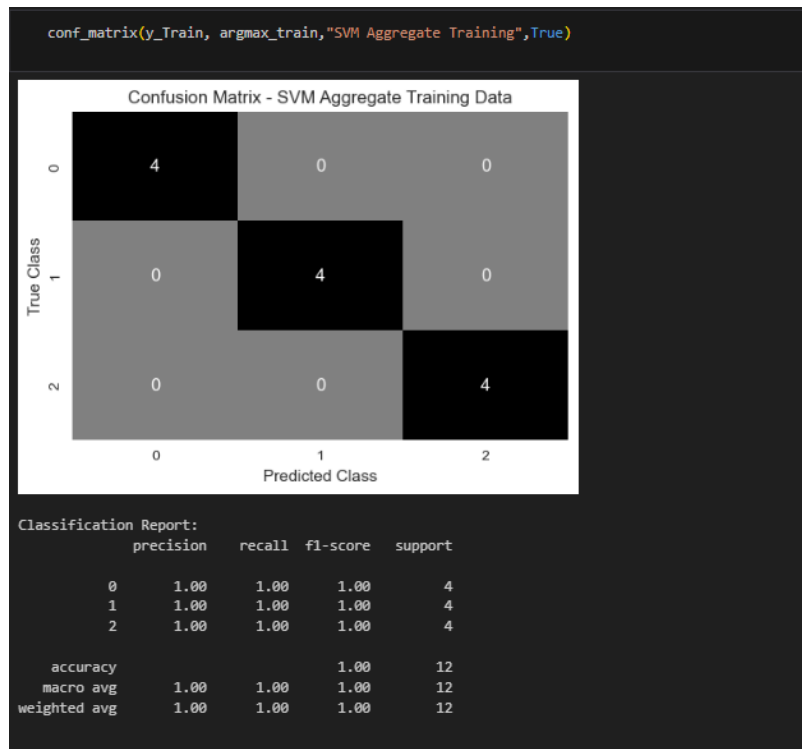 conf_matrix(y_Train, argmax_train,"SVM Aggregate Training",True)
Confusion Matrix - SVM Aggregate Training Data
0 4 0 0
1 0 4 0
2 0 0 4
True Class
0 1 2
Predicted Class
Classification Report:
precision recall f1-score support
0 1.00 1.00 1.00 4
1 1.00 1.00 1.00 4
2 1.00 1.00 1.00 4
accuracy 1.00 12
macro avg 1.00 1.00 1.00 12
weighted avg 1.00 1.00 1.00 12